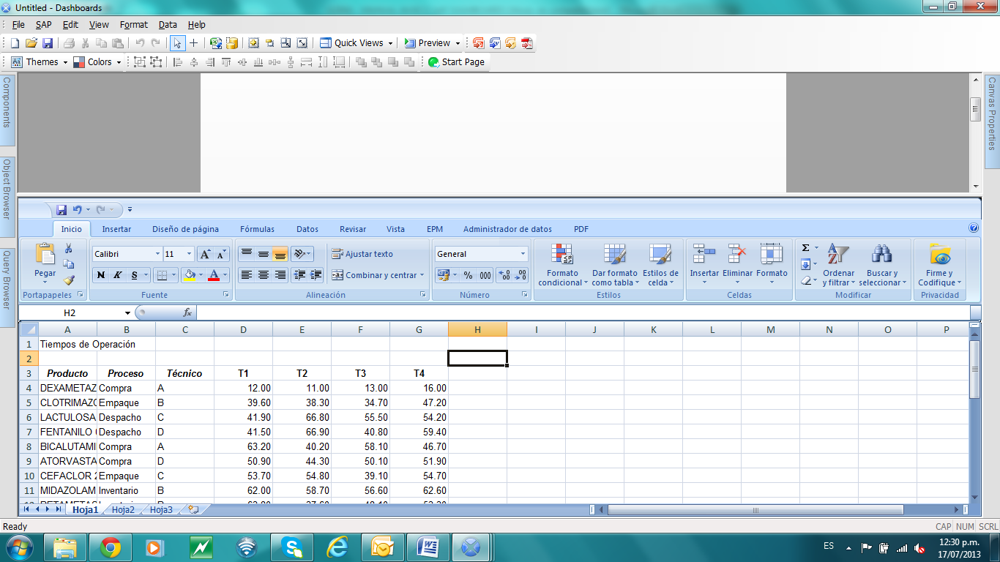 Untitled - Dashboards
File SAP Edit View Format Data Help
Quick Views Preview
Themes Colors Start Page
Components
Object Browser
Query Browser
Canvas Properties
Inicio Insertar Diseño de página Fórmulas Datos Revisar Vista EPM Administrador de datos PDF
Pegar
Portapapeles
Calibri 11
N K S
Fuente
Ajustar texto
Combinar y centrar
Alineación
General
% 000
Número
Formato condicional
Dar formato como tabla
Estilos de celda
Estilos
Insertar Eliminar Formato
Celdas
Σ
Ordenar y filtrar
Buscar y seleccionar
Modificar
Firme y Codifique
Privacidad
H2 fx
A B C D E F G H I J K L M N O P
1 Tiempos de Operación
2
3 Producto Proceso Técnico T1 T2 T3 T4
4 DEXAMETAZ Compra A 12.00 11.00 13.00 16.00
5 CLOTRIMAZO Empaque B 39.60 38.30 34.70 47.20
6 LACTULOSA Despacho C 41.90 66.80 55.50 54.20
7 FENTANILO Despacho D 41.50 66.90 40.80 59.40
8 BICALUTAMI Compra A 63.20 40.20 58.10 46.70
9 ATORVASTA Compra D 50.90 44.30 50.10 51.90
10 CEFACLOR 2 Empaque C 53.70 54.80 39.10 54.70
11 MIDAZOLAM Inventario B 62.00 58.70 56.60 62.60
Hoja1 Hoja2 Hoja3
Ready CAP NUM SCRL
ES
12:30 p.m.
17/07/2013